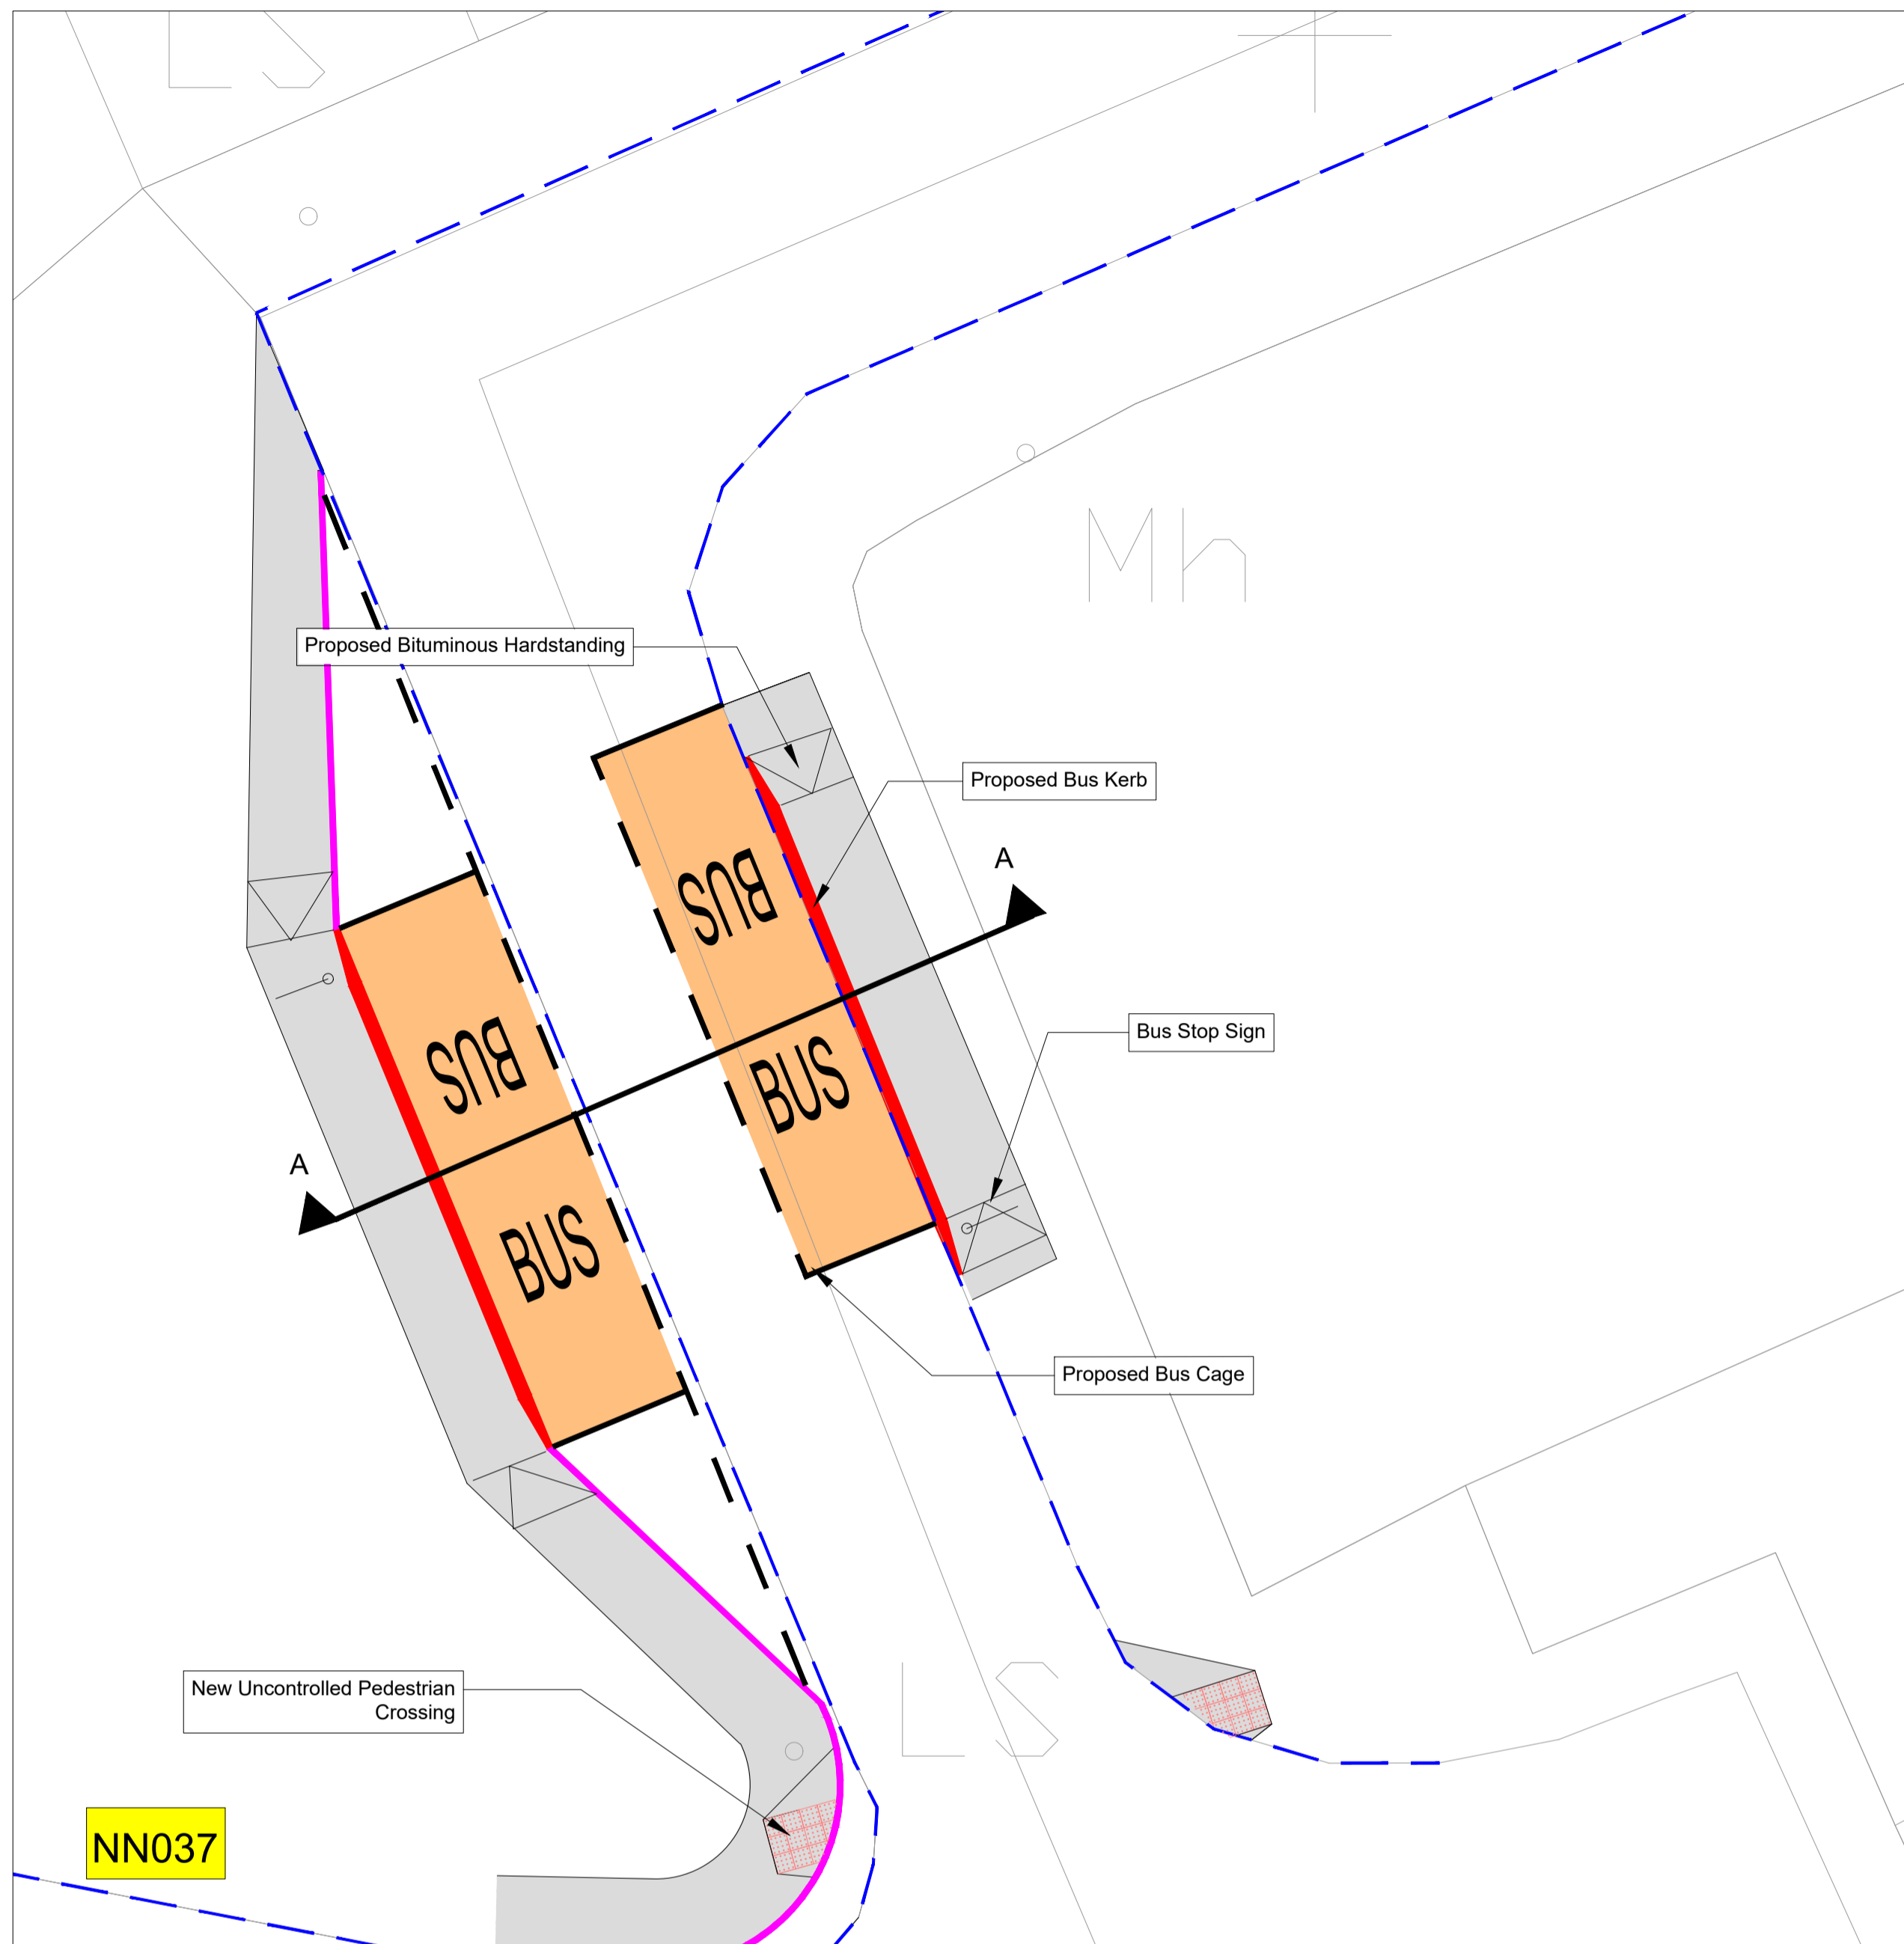 LS
Mh
Proposed Bituminous Hardstanding
Proposed Bus Kerb
BUS
A
BUS
Bus Stop Sign
BUS
A
BUS
Proposed Bus Cage
New Uncontrolled Pedestrian
Crossing
LS
NN037